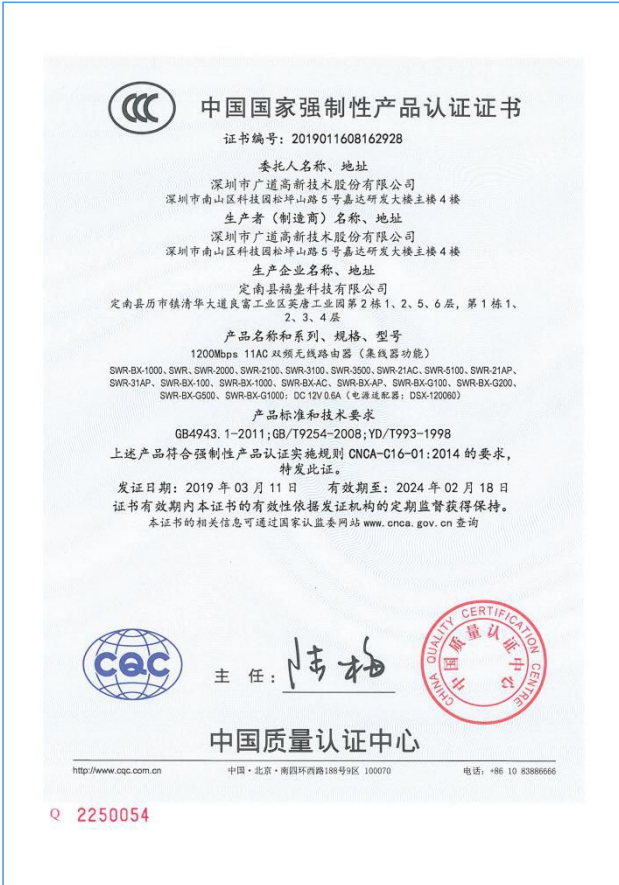 中国国家强制性产品认证证书
证书编号：2019011608162928
委托人名称、地址
深圳市广道高新技术股份有限公司
深圳市南山区科技园松坪山路5号嘉达研发大楼主楼4楼
生产者（制造商）名称、地址
深圳市广道高新技术股份有限公司
深圳市南山区科技园松坪山路5号嘉达研发大楼主楼4楼
生产企业名称、地址
定南县福垄科技有限公司
定南县历市镇清华大道良富工业区英唐工业园第2栋1、2、5、6层，第1栋1、
2、3、4层
产品名称和系列、规格、型号
1200Mbps 11AC 双频无线路由器（集线器功能）
SWR-BX-1000、SWR、SWR-2000、SWR-2100、SWR-3100、SWR-3500、SWR-21AC、SWR-5100、SWR-21AP、
SWR-31AP、SWR-BX-100、SWR-BX-1000、SWR-BX-AC、SWR-BX-AP、SWR-BX-G100、SWR-BX-G200、
SWR-BX-G500、SWR-BX-G1000：DC 12V 0.6A（电源适配器：DSX-120060）
产品标准和技术要求
GB4943.1-2011;GB/T9254-2008;YD/T993-1998
上述产品符合强制性产品认证实施规则 CNCA-C16-01:2014 的要求，
特发此证。
发证日期：2019 年 03 月 11 日 有效期至：2024 年 02 月 18 日
证书有效期内本证书的有效性依据发证机构的定期监督获得保持。
本证书的相关信息可通过国家认监委网站 www.cnca.gov.cn 查询
CQC
主 任：陆梅
CHINA QUALITY CERTIFICATION CENTRE
中国质量认证中心
中国质量认证中心
http://www.cqc.com.cn 中国·北京·南四环西路188号9区 100070 电话：+86 10 83886666
Q 2250054